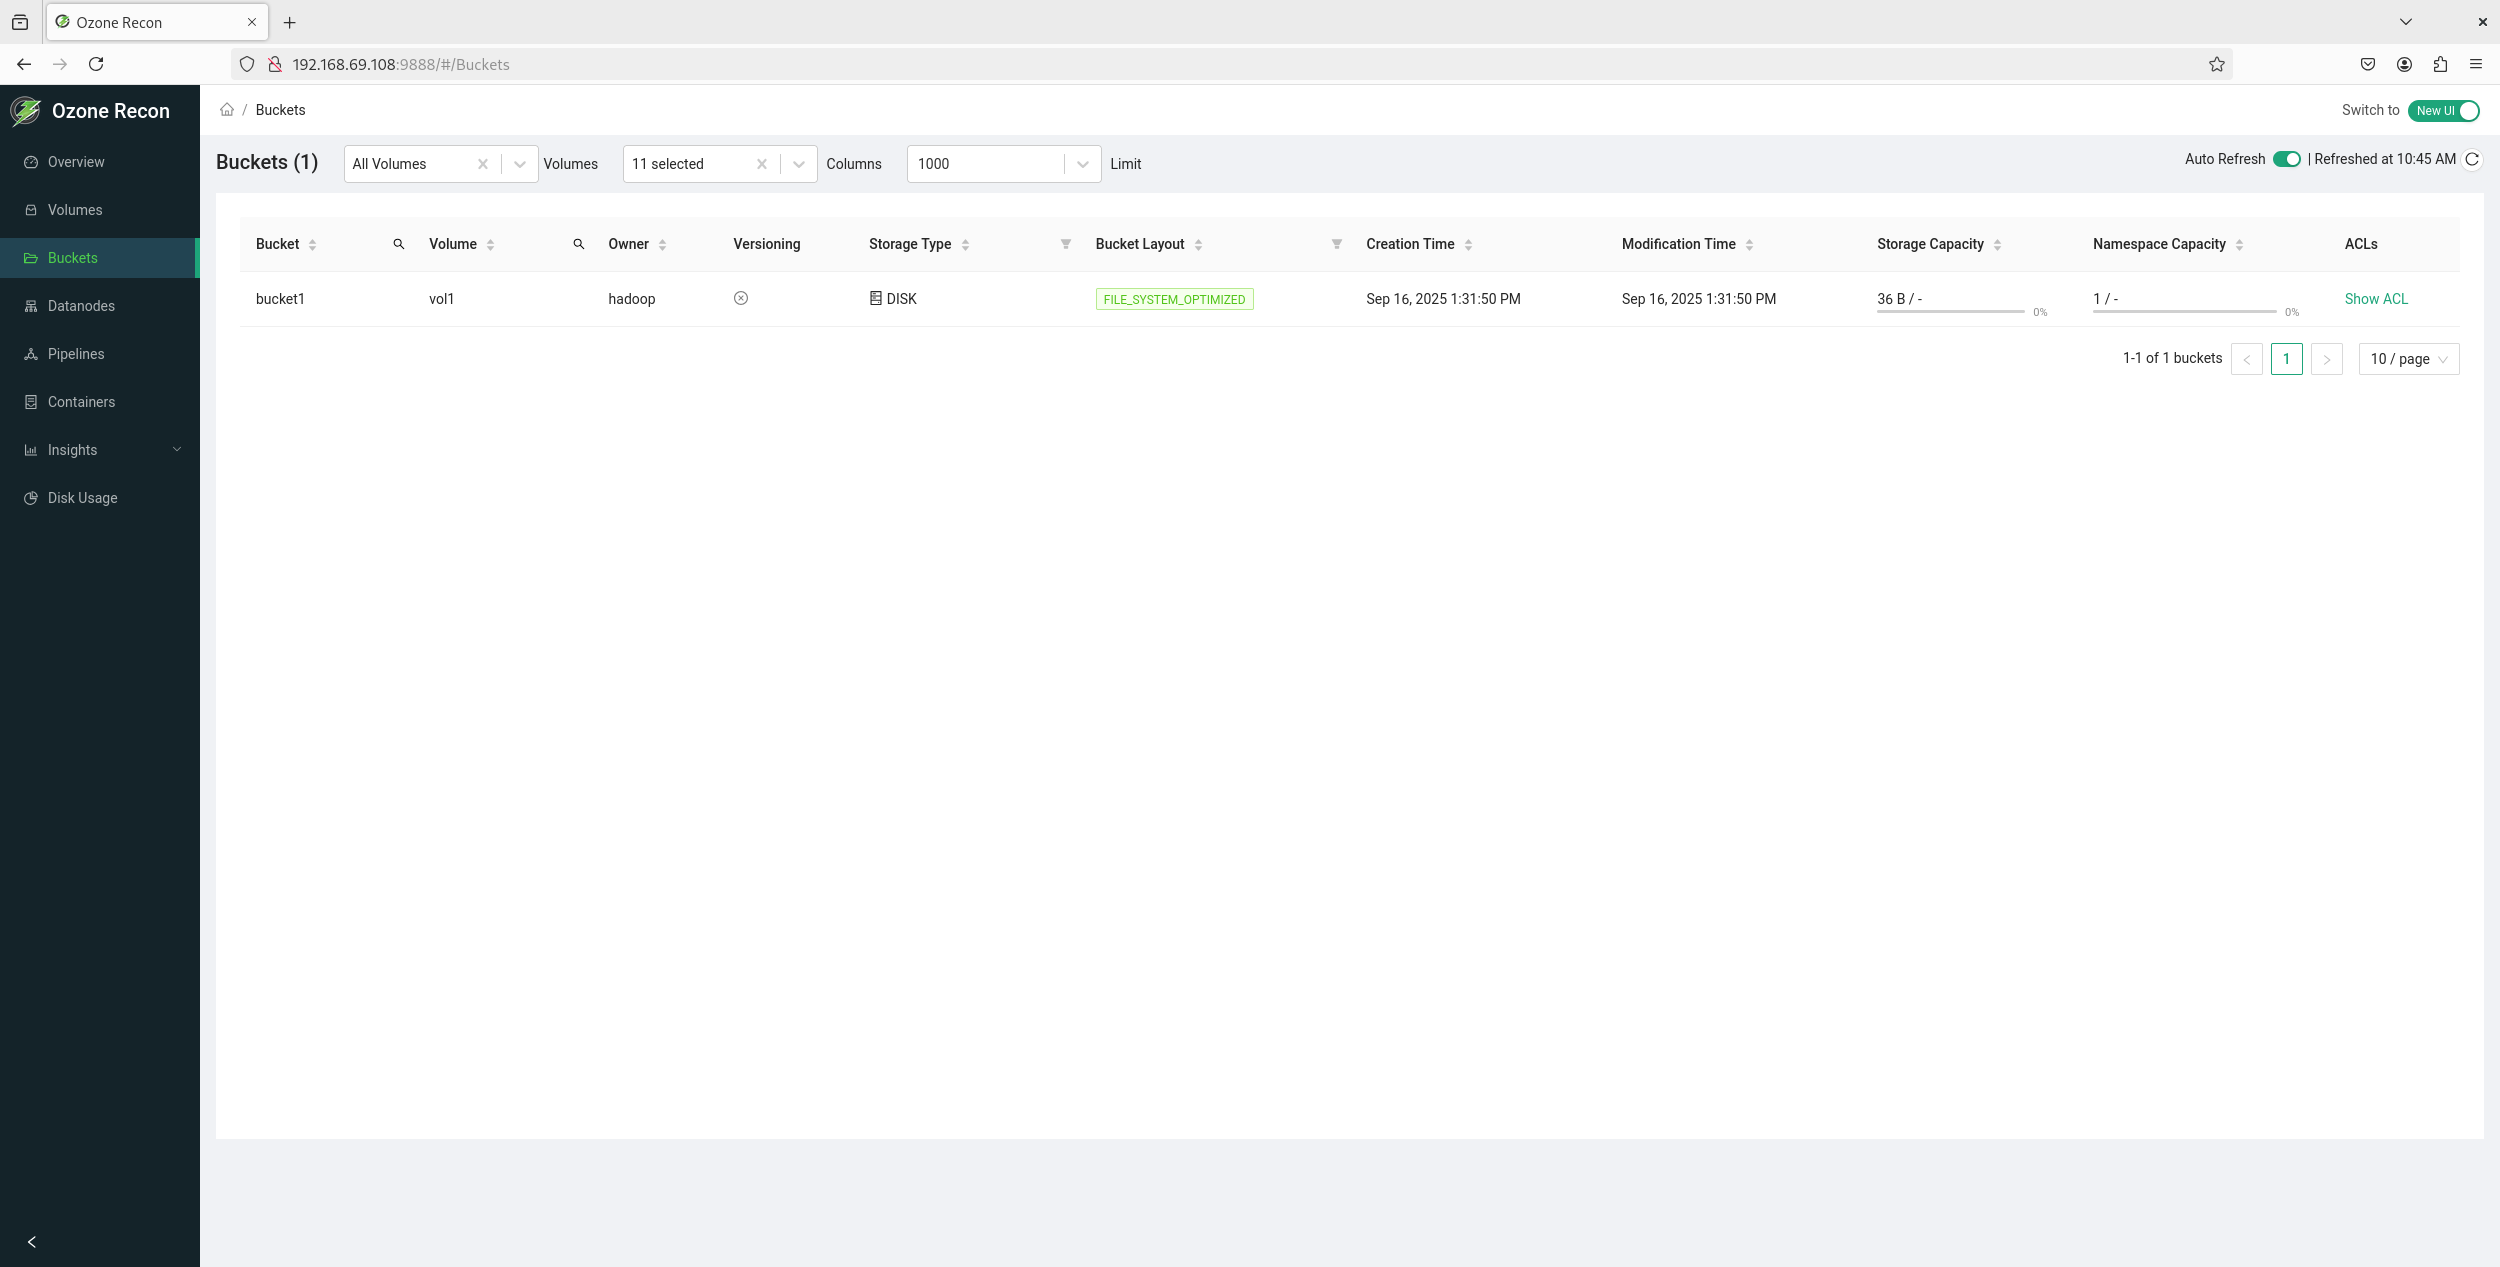 Ozone Recon
192.168.69.108:9888/#/Buckets
Ozone Recon
/ Buckets
Switch to New UI
Overview
Volumes
Buckets
Datanodes
Pipelines
Containers
Insights
Disk Usage
Buckets (1) All Volumes Volumes 11 selected Columns 1000 Limit
Auto Refresh | Refreshed at 10:45 AM
Bucket Volume Owner Versioning Storage Type Bucket Layout Creation Time Modification Time Storage Capacity Namespace Capacity ACLs
bucket1 vol1 hadoop DISK FILE_SYSTEM_OPTIMIZED Sep 16, 2025 1:31:50 PM Sep 16, 2025 1:31:50 PM 36 B / - 0% 1 / - 0% Show ACL
1-1 of 1 buckets < 1 > 10 / page